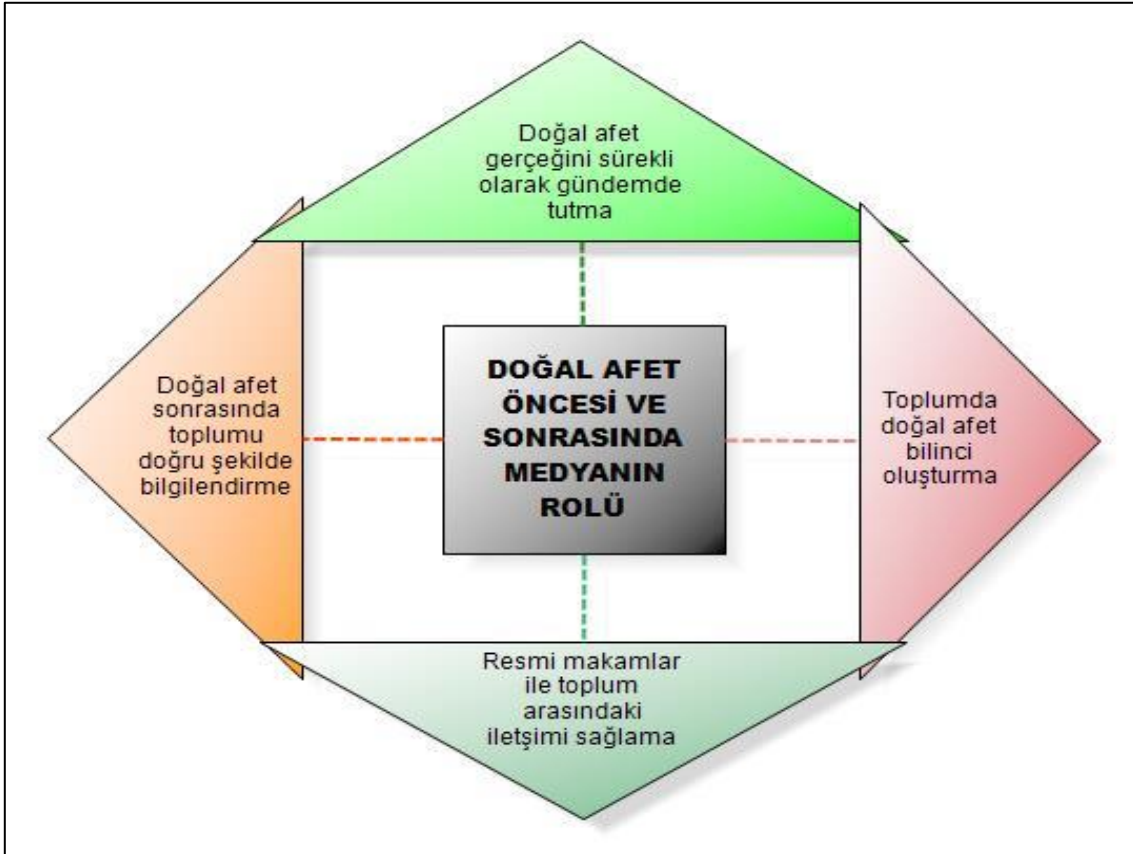 Doğal afet
gerçeğini sürekli
olarak gündemde
tutma
Doğal afet
sonrasında
toplumu
doğru şekilde
bilgilendirme
DOĞAL AFET
ÖNCESİ VE
SONRASINDA
MEDYANIN
ROLÜ
Toplumda
doğal afet
bilinci
oluşturma
Resmi makamlar
ile toplum
arasındaki
iletşimi sağlama